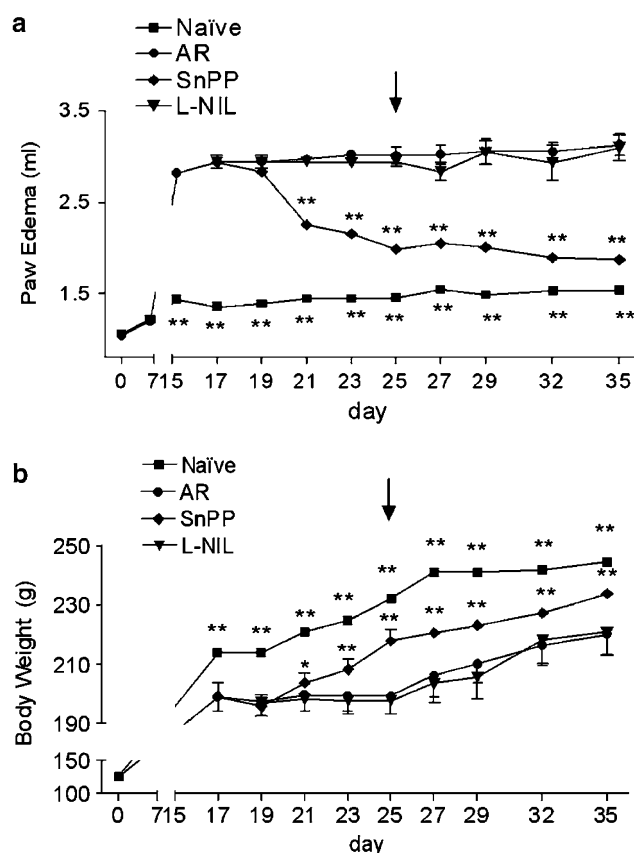 a
Naïve
AR
SnPP
L-NIL
3.5
2.5
1.5
Paw Edema (ml)
** ** ** ** ** ** ** **
** ** ** ** ** ** ** ** ** **
0 7 15 17 19 21 23 25 27 29 32 35
day
b
Naïve
AR
SnPP
L-NIL
250
230
210
190
150
100
Body Weight (g)
** ** ** ** ** ** ** ** **
* ** ** ** ** ** **
0 7 15 17 19 21 23 25 27 29 32 35
day